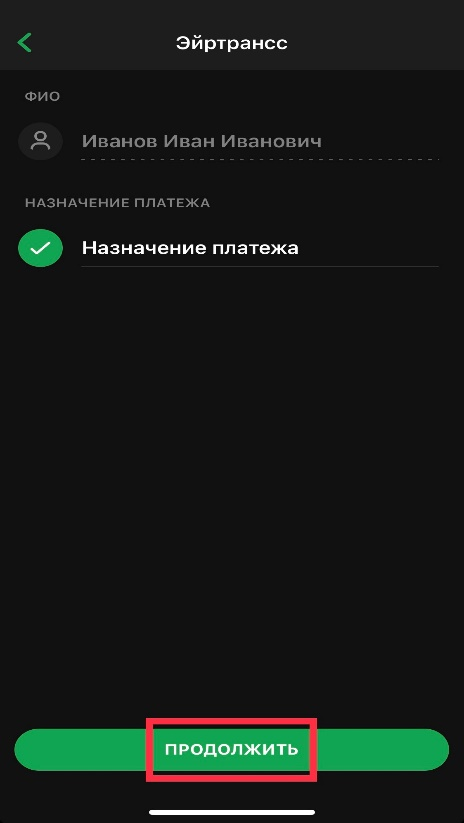 Эйртрансс
ФИО
Иванов Иван Иванович
НАЗНАЧЕНИЕ ПЛАТЕЖА
Назначение платежа
ПРОДОЛЖИТЬ